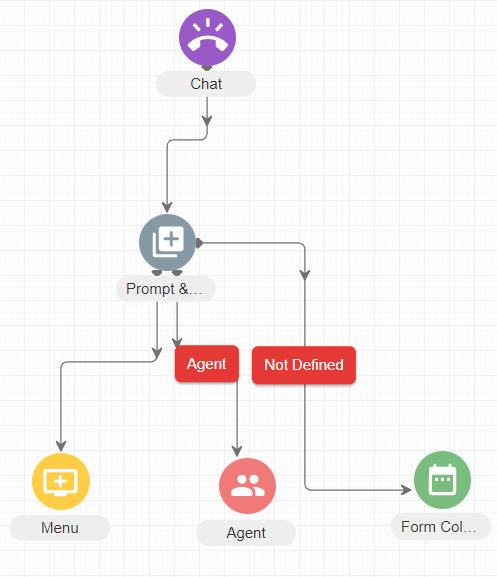 Chat
Prompt &...
Agent
Not Defined
Menu
Agent
Form Col...